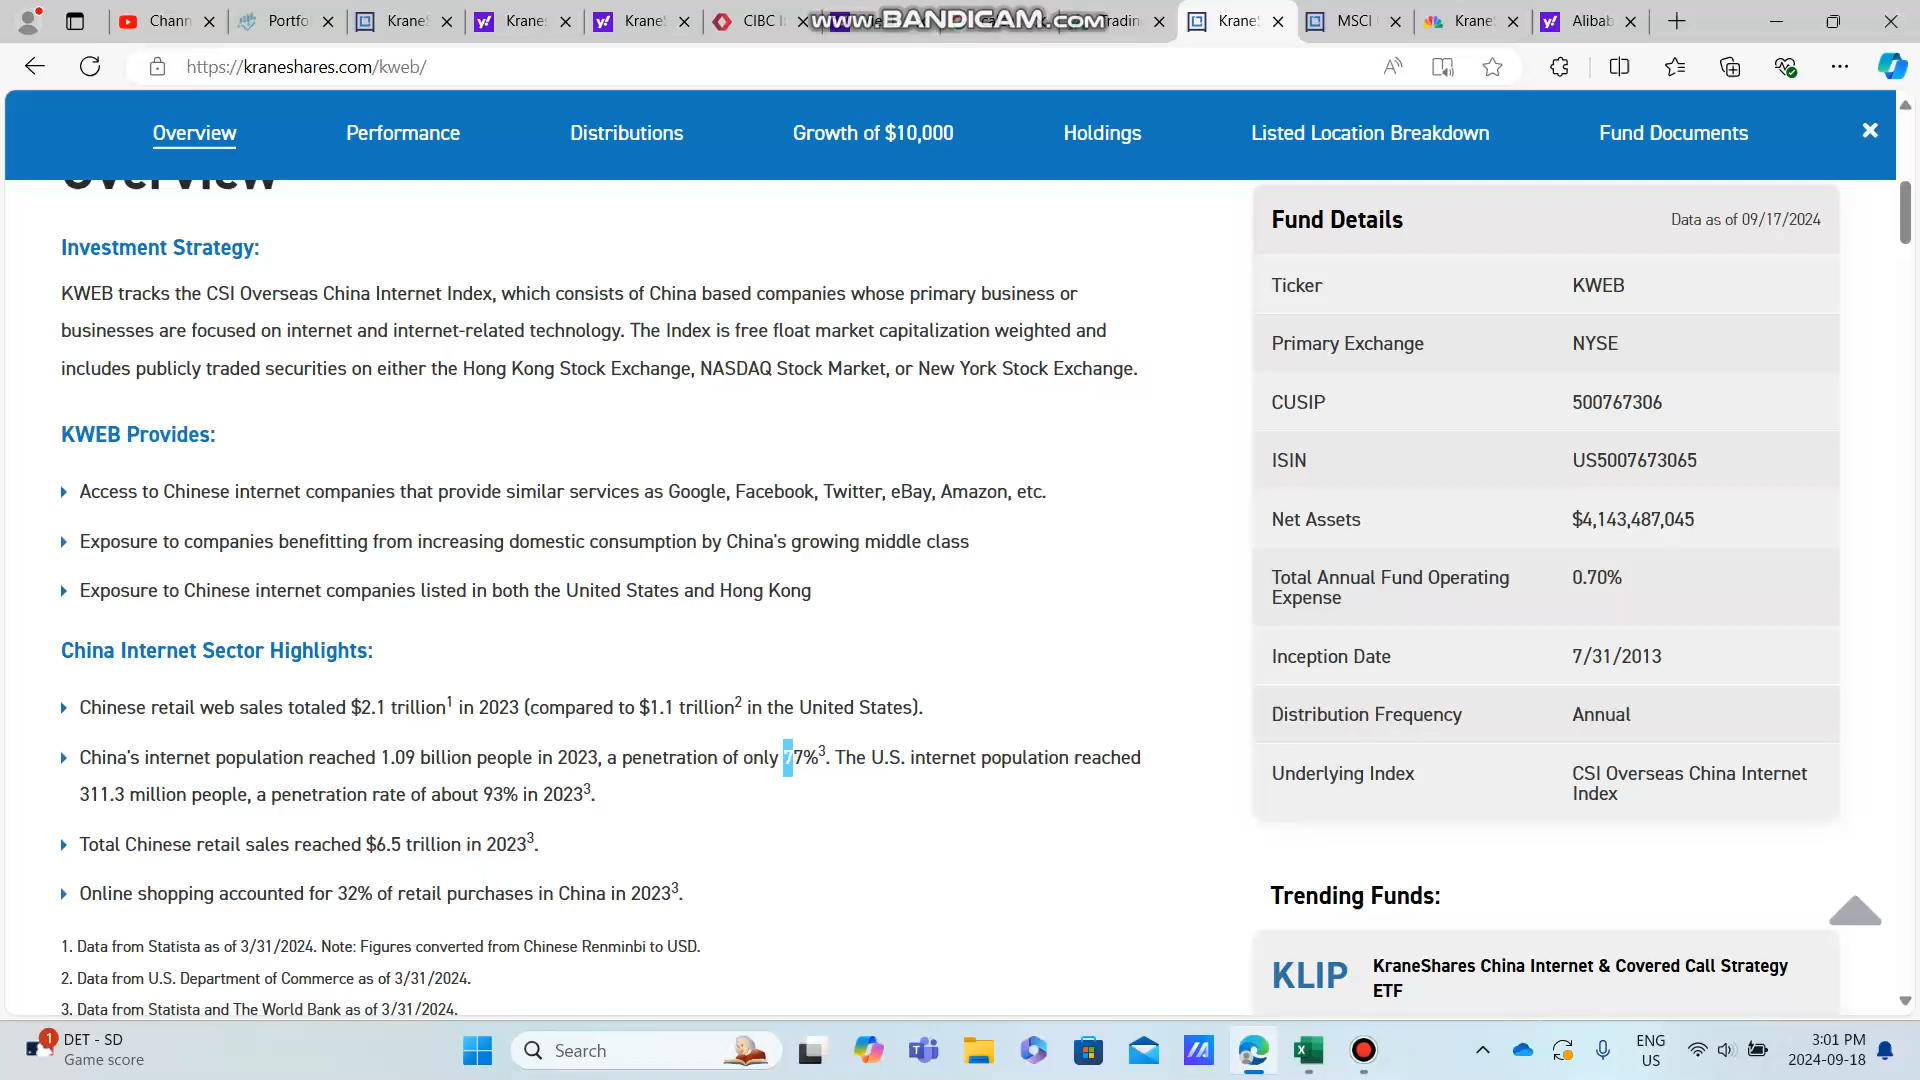 Chann
Portfo
Krane
Krane
Krane
CIBC I
www.BANDICAM.com
Tradin
Krane
MSCI
Krane
Alibab
https://kraneshares.com/kweb/
Overview
Performance
Distributions
Growth of $10,000
Holdings
Listed Location Breakdown
Fund Documents
Overview
Investment Strategy:
KWEB tracks the CSI Overseas China Internet Index, which consists of China based companies whose primary business or
businesses are focused on internet and internet-related technology. The Index is free float market capitalization weighted and
includes publicly traded securities on either the Hong Kong Stock Exchange, NASDAQ Stock Market, or New York Stock Exchange.
KWEB Provides:
Access to Chinese internet companies that provide similar services as Google, Facebook, Twitter, eBay, Amazon, etc.
Exposure to companies benefitting from increasing domestic consumption by China's growing middle class
Exposure to Chinese internet companies listed in both the United States and Hong Kong
China Internet Sector Highlights:
Chinese retail web sales totaled $2.1 trillion1 in 2023 (compared to $1.1 trillion2 in the United States).
China's internet population reached 1.09 billion people in 2023, a penetration of only 77%3. The U.S. internet population reached
311.3 million people, a penetration rate of about 93% in 20233.
Total Chinese retail sales reached $6.5 trillion in 20233.
Online shopping accounted for 32% of retail purchases in China in 20233.
1. Data from Statista as of 3/31/2024. Note: Figures converted from Chinese Renminbi to USD.
2. Data from U.S. Department of Commerce as of 3/31/2024.
3. Data from Statista and The World Bank as of 3/31/2024.
Fund Details
Data as of 09/17/2024
Ticker KWEB
Primary Exchange NYSE
CUSIP 500767306
ISIN US5007673065
Net Assets $4,143,487,045
Total Annual Fund Operating 0.70%
Expense
Inception Date 7/31/2013
Distribution Frequency Annual
Underlying Index CSI Overseas China Internet
Index
Trending Funds:
KLIP
KraneShares China Internet & Covered Call Strategy
ETF
1
DET - SD
Game score
Search
ENG
US
3:01 PM
2024-09-18